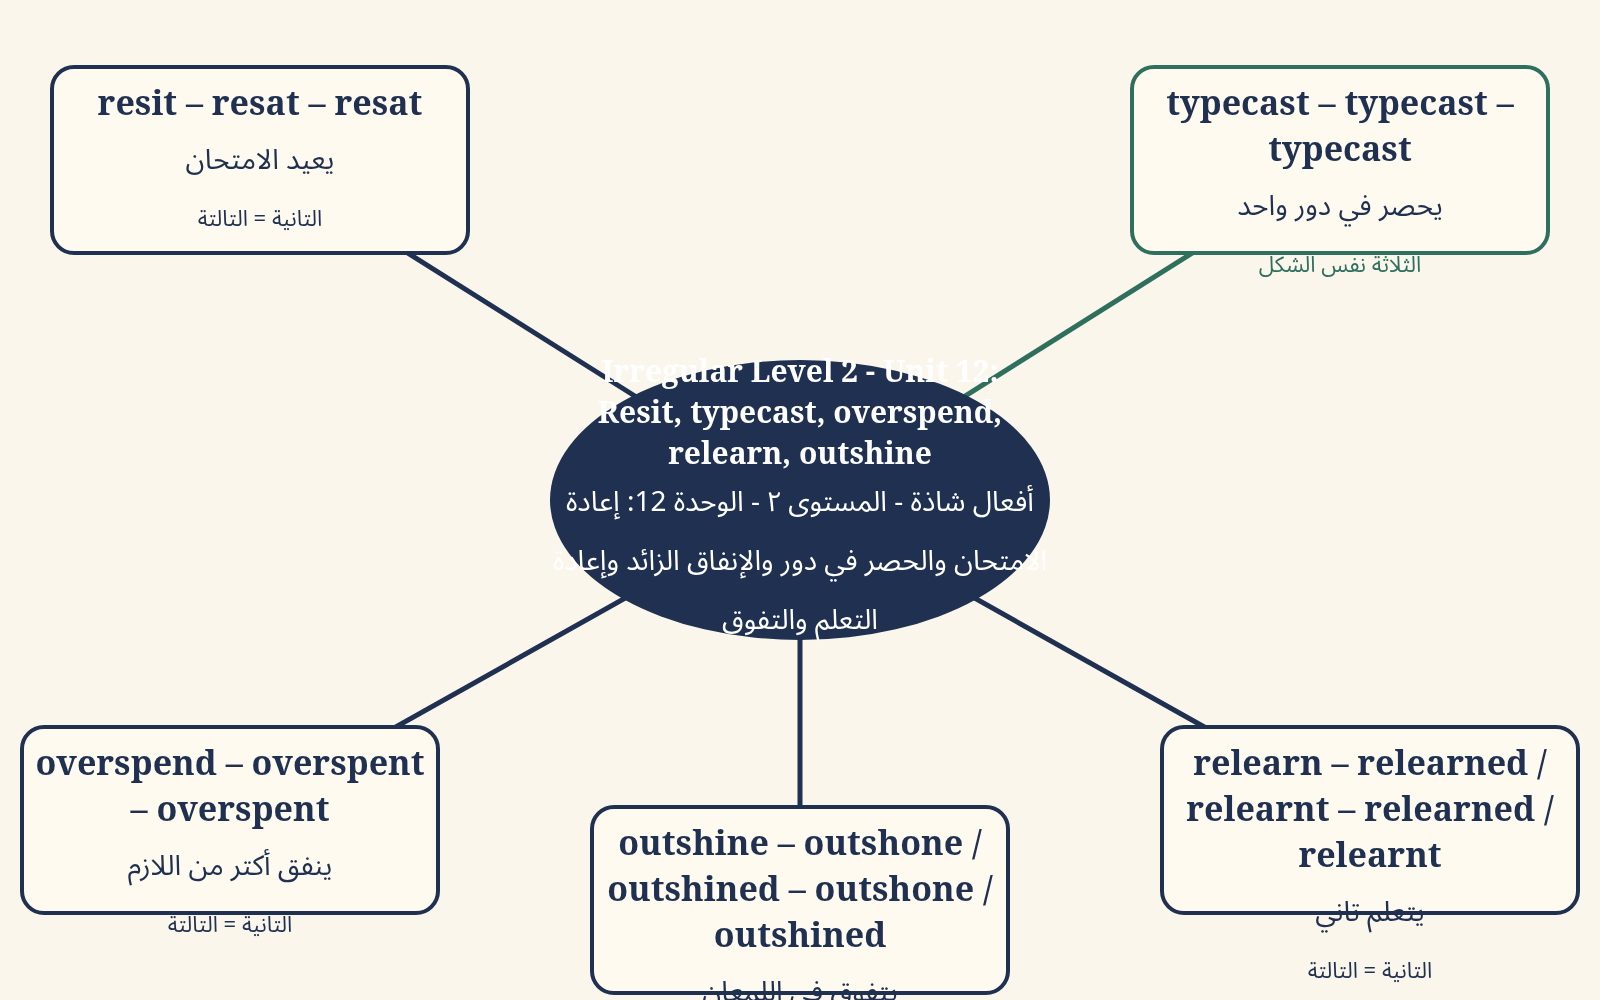 resit – resat – resat
يعيد الامتحان
التانية = التالتة
typecast – typecast –
typecast
يحصر في دور واحد
الثلاثة نفس الشكل
Irregular Level 2 - Unit 12:
Resit, typecast, overspend,
relearn, outshine
أفعال شاذة - المستوى ٢ - الوحدة 12: إعادة
الامتحان والحصر في دور والإنفاق الزائد وإعادة
التعلم والتفوق
overspend – overspent
– overspent
ينفق أكتر من اللازم
التانية = التالتة
outshine – outshone /
outshined – outshone /
outshined
يتفوق في اللمعان
relearn – relearned /
relearnt – relearned /
relearnt
يتعلم تاني
التانية = التالتة